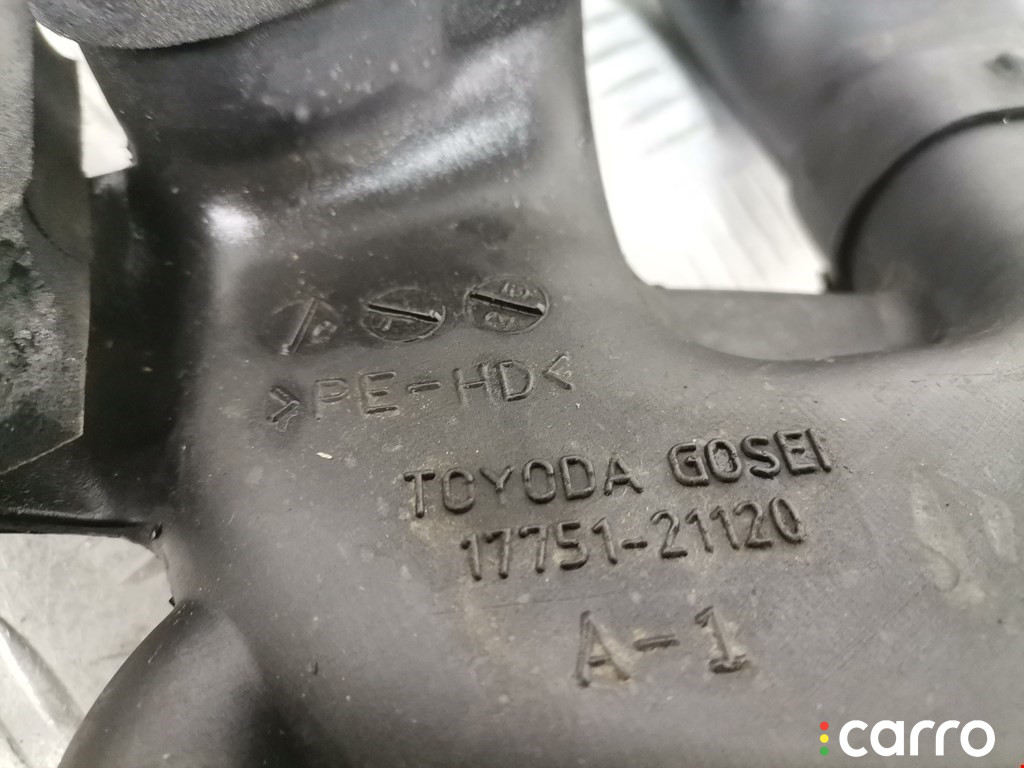 >PE-HD<
TOYODA GOSEI
17751-21120
A-1
carro